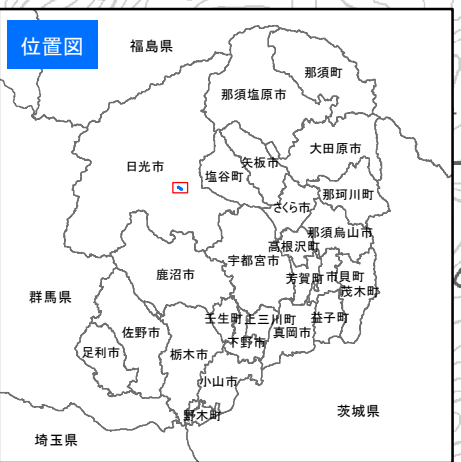 位置図
福島県
那須町
那須塩原市
大田原市
矢板市
日光市
塩谷町
那珂川町
さくら市
那須烏山市
高根沢町
宇都宮市
鹿沼市
芳賀町
市貝町
茂木町
群馬県
壬生町
上三川町
真岡市
益子町
佐野市
下野市
足利市
栃木市
小山市
野木町
茨城県
埼玉県